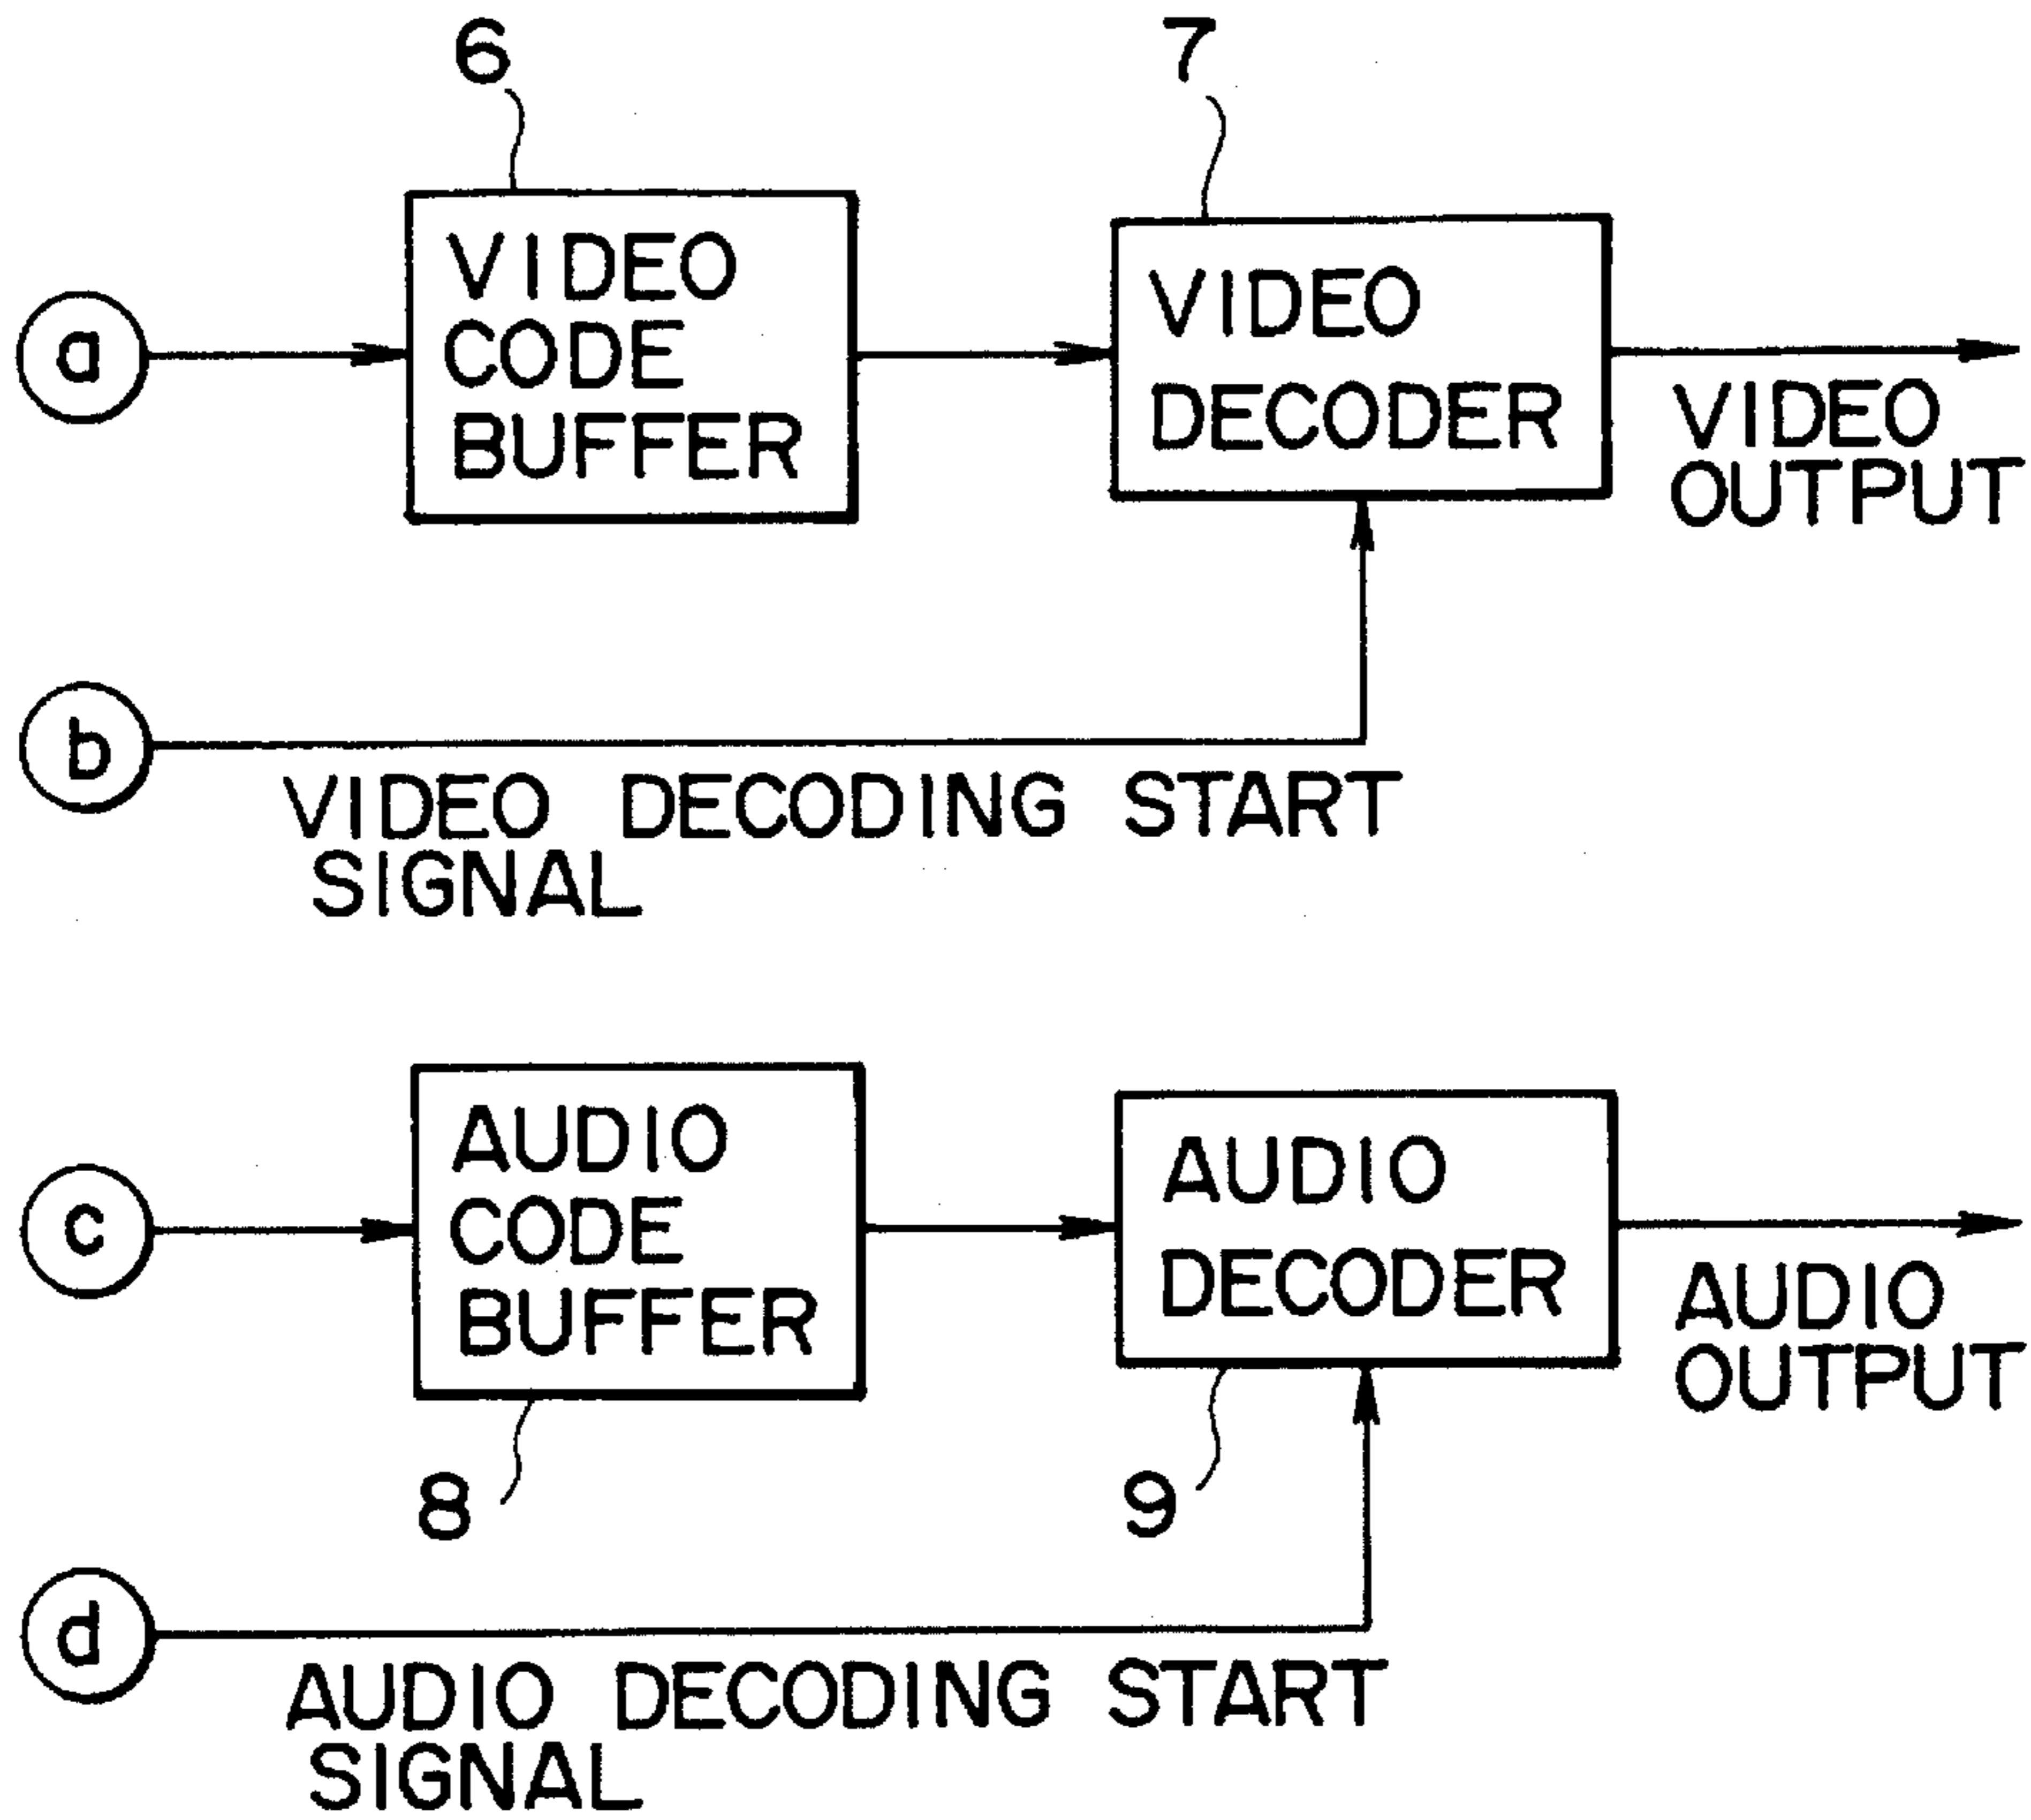 6
7
VIDEO
CODE
BUFFER
VIDEO
DECODER
a
VIDEO
OUTPUT
b
VIDEO DECODING START
SIGNAL
AUDIO
CODE
BUFFER
AUDIO
DECODER
c
AUDIO
OUTPUT
8
9
d
AUDIO DECODING START
SIGNAL